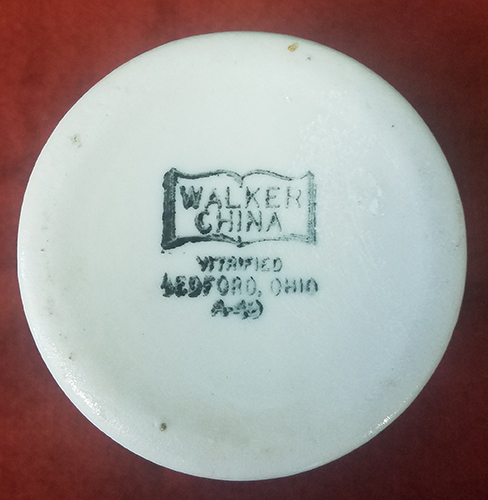 WALKER
CHINA
VITRIFIED
BEDFORD, OHIO